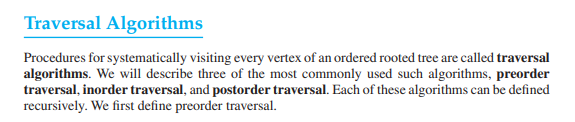 Traversal Algorithms
Procedures for systematically visiting every vertex of an ordered rooted tree are called traversal
algorithms. We will describe three of the most commonly used such algorithms, preorder
traversal, inorder traversal, and postorder traversal. Each of these algorithms can be defined
recursively. We first define preorder traversal.